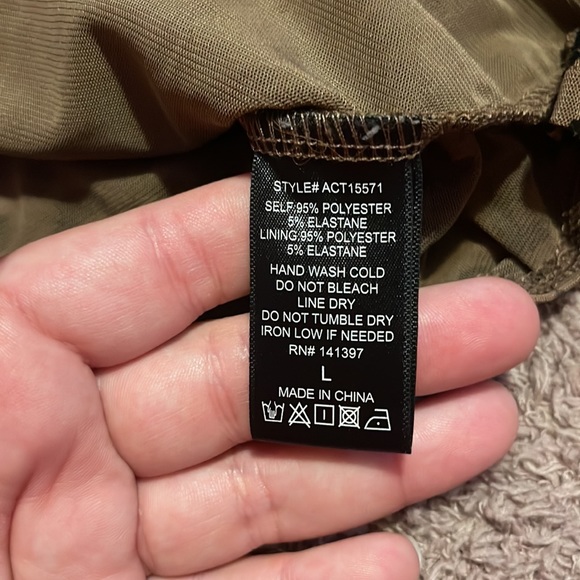 STYLE# ACT15571
SELF:95% POLYESTER
5% ELASTANE
LINING:95% POLYESTER
5% ELASTANE
HAND WASH COLD
DO NOT BLEACH
LINE DRY
DO NOT TUMBLE DRY
IRON LOW IF NEEDED
RN# 141397
L
MADE IN CHINA